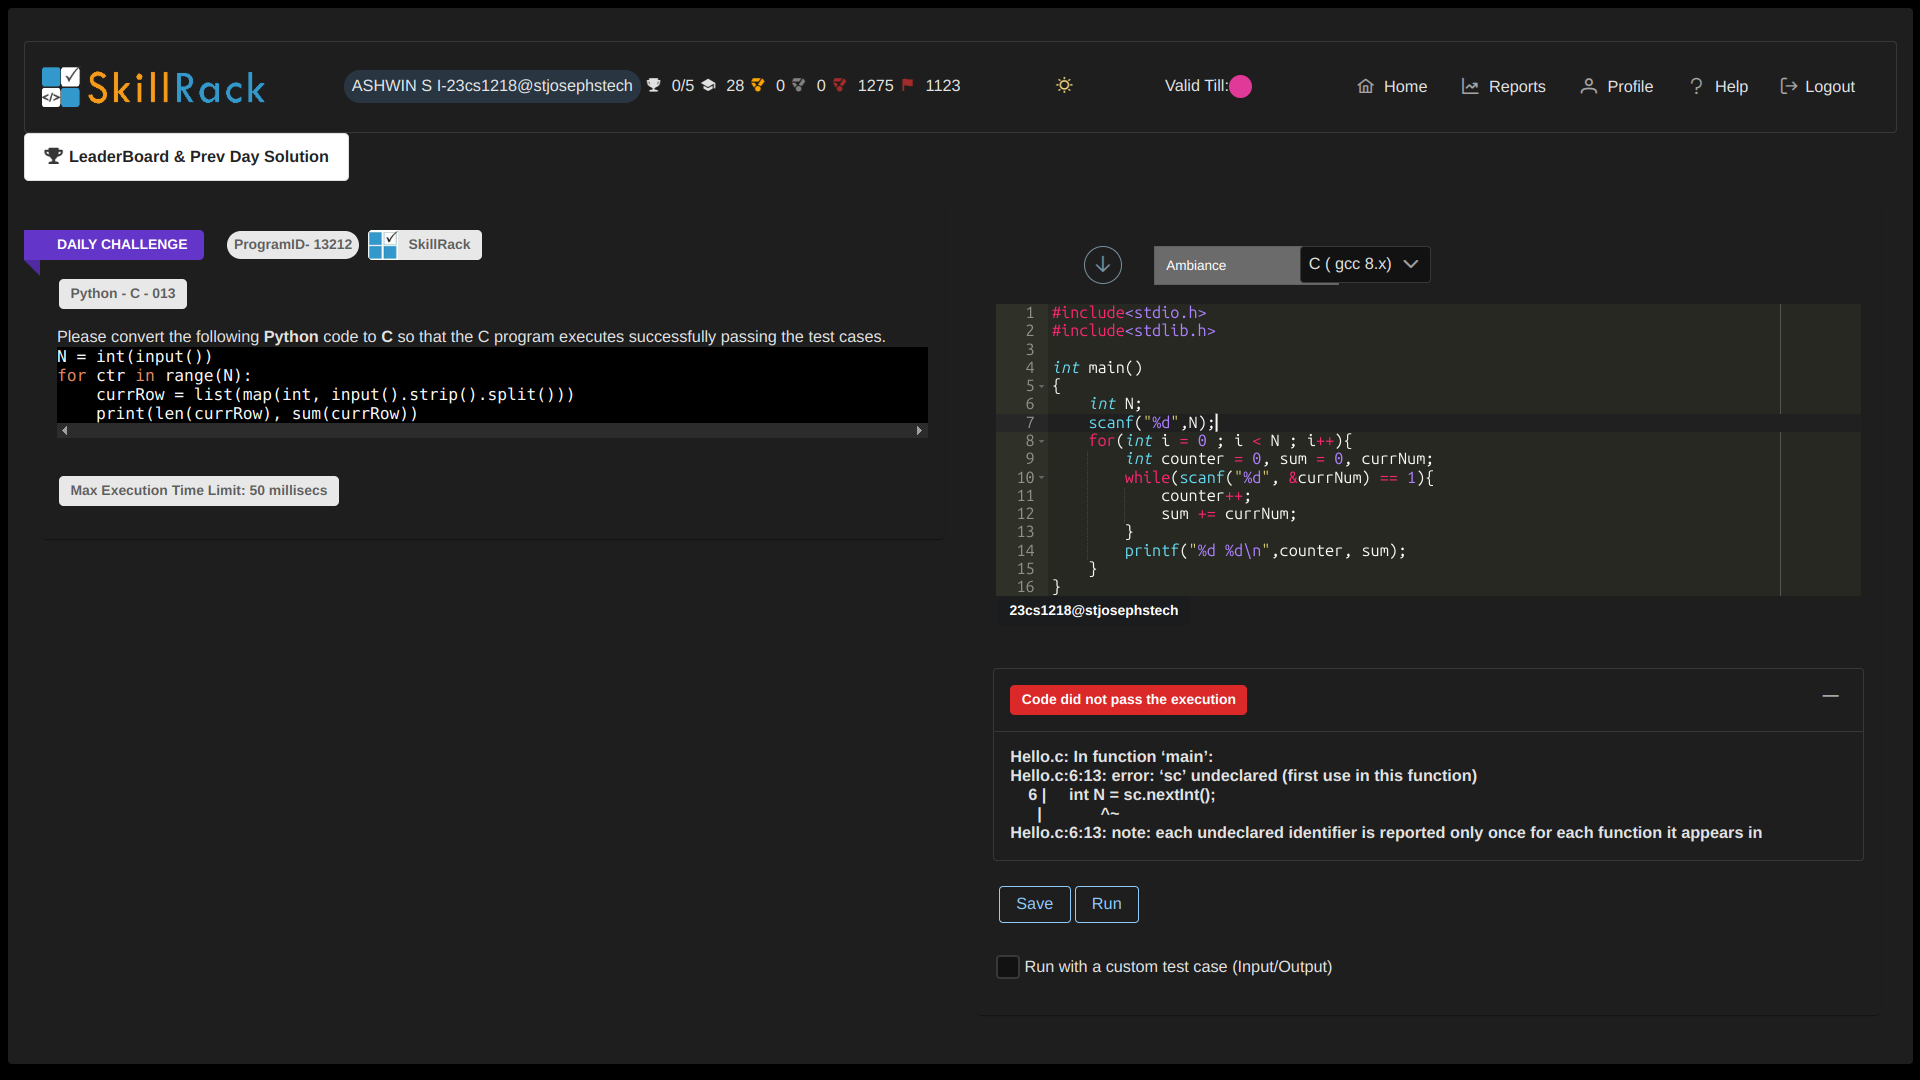 SkillRack
ASHWIN S I-23cs1218@stjosephstech 0/5 28 0 0 1275 1123
Valid Till:
Home Reports Profile Help Logout
LeaderBoard & Prev Day Solution
DAILY CHALLENGE ProgramID- 13212 SkillRack
Python - C - 013
Please convert the following Python code to C so that the C program executes successfully passing the test cases.
N = int(input())
for ctr in range(N):
    currRow = list(map(int, input().strip().split()))
    print(len(currRow), sum(currRow))
Max Execution Time Limit: 50 millisecs
Ambiance C ( gcc 8.x)
1 #include<stdio.h>
2 #include<stdlib.h>
3
4 int main()
5 {
6     int N;
7     scanf("%d",N);
8     for(int i = 0 ; i < N ; i++){
9         int counter = 0, sum = 0, currNum;
10         while(scanf("%d", &currNum) == 1){
11             counter++;
12             sum += currNum;
13         }
14         printf("%d %d\n",counter, sum);
15     }
16 }
23cs1218@stjosephstech
Code did not pass the execution
Hello.c: In function ‘main’:
Hello.c:6:13: error: ‘sc’ undeclared (first use in this function)
6 |     int N = sc.nextInt();
|             ^~
Hello.c:6:13: note: each undeclared identifier is reported only once for each function it appears in
Save Run
Run with a custom test case (Input/Output)